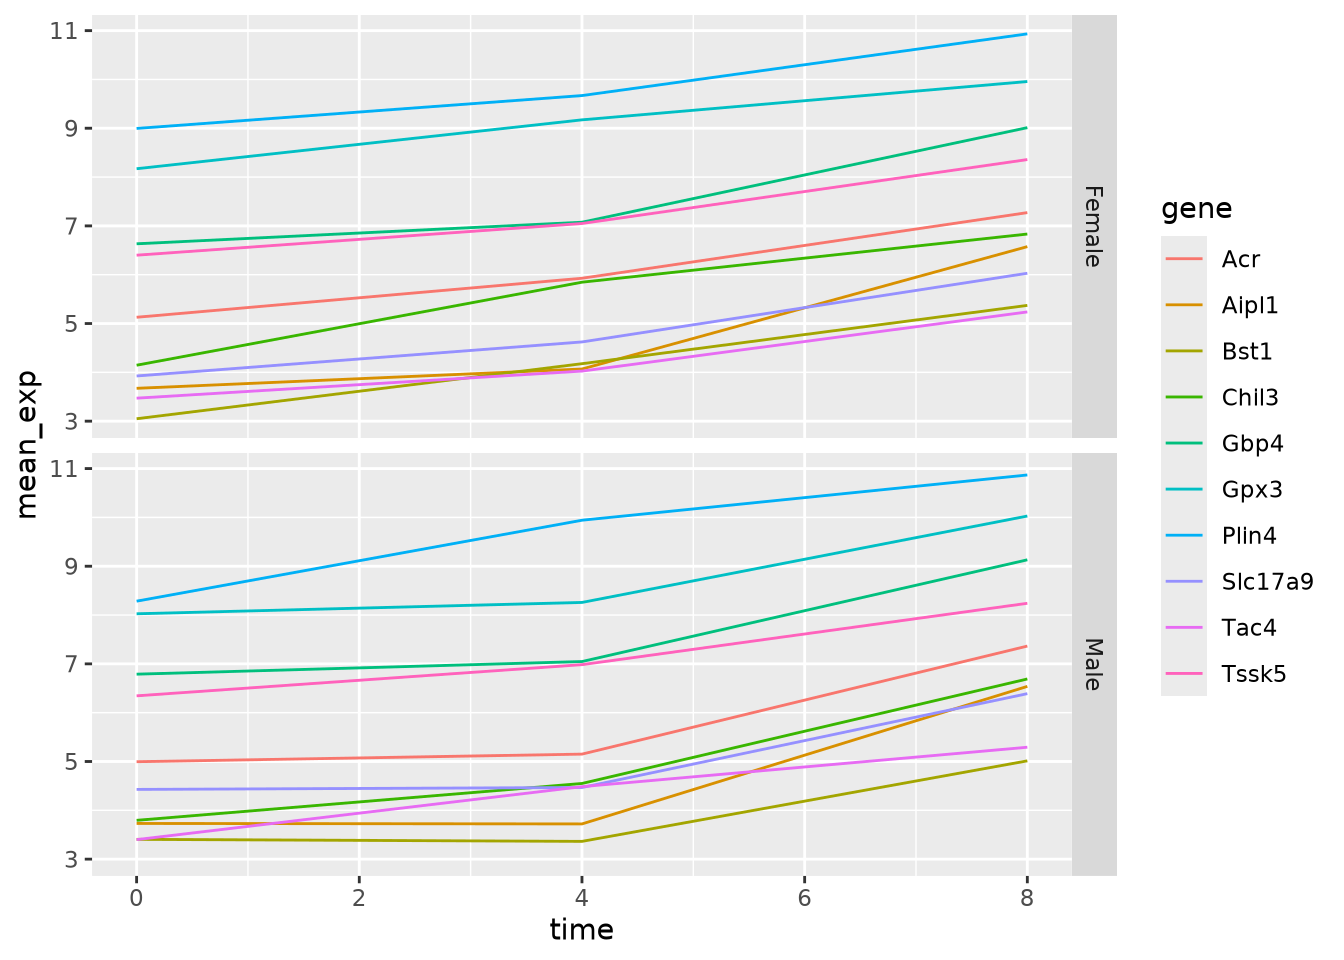 mean_exp
11
9
7
5
3
Female
11
9
7
5
3
Male
0 2 4 6 8
time
gene
Acr
Aipl1
Bst1
Chil3
Gbp4
Gpx3
Plin4
Slc17a9
Tac4
Tssk5